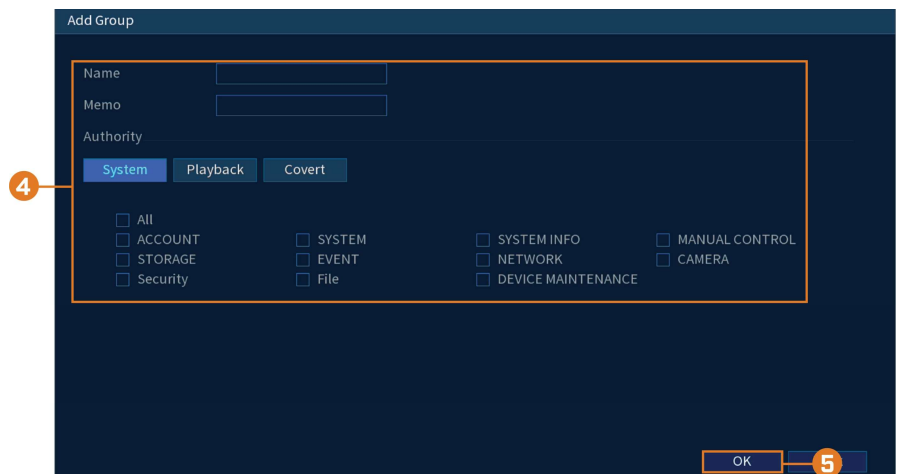 Add Group
Name
Memo
Authority
System Playback Covert
4
All
ACCOUNT SYSTEM SYSTEM INFO MANUAL CONTROL
STORAGE EVENT NETWORK CAMERA
Security File DEVICE MAINTENANCE
OK 5